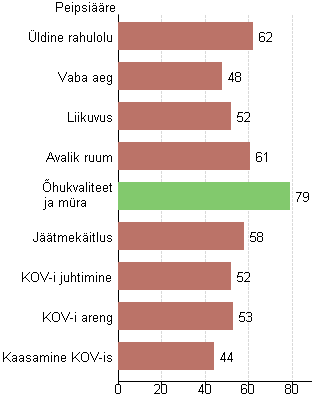 Peipsiääre
Üldine rahulolu 62
Vaba aeg 48
Liikuvus 52
Avalik ruum 61
Õhukvaliteet
ja müra 79
Jäätmekäitlus 58
KOV-i juhtimine 52
KOV-i areng 53
Kaasamine KOV-is 44
0 20 40 60 80